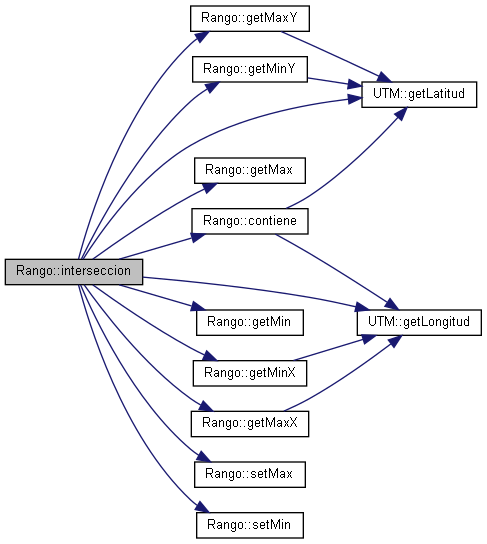 Rango::getMaxY
Rango::getMinY
UTM::getLatitud
Rango::getMax
Rango::contiene
Rango::interseccion
Rango::getMin
UTM::getLongitud
Rango::getMinX
Rango::getMaxX
Rango::setMax
Rango::setMin